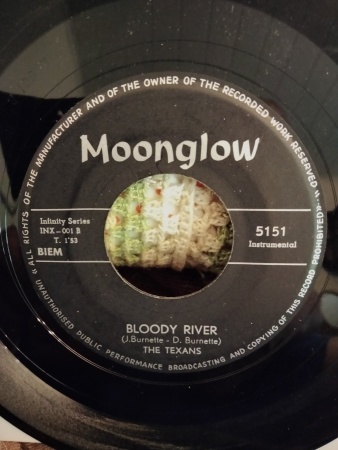 « ALL RIGHTS OF THE MANUFACTURER AND OF THE OWNER OF THE RECORDED WORK RESERVED »
Moonglow
Infinity Series
INX-001 B
T. 1'53
BIEM
5151
Instrumental
BLOODY RIVER
(J.Burnette - D. Burnette)
THE TEXANS
« UNAUTHORISED PUBLIC PERFORMANCE BROADCASTING AND COPYING OF THIS RECORD PROHIBITED »